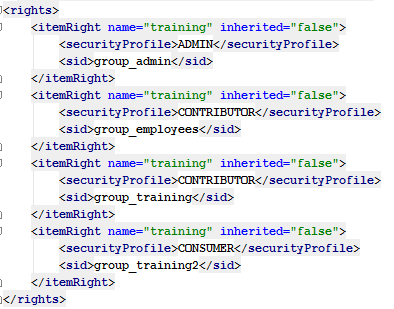 <rights>
<itemRight name="training" inherited="false">
<securityProfile>ADMIN</securityProfile>
<sid>group_admin</sid>
</itemRight>
<itemRight name="training" inherited="false">
<securityProfile>CONTRIBUTOR</securityProfile>
<sid>group_employees</sid>
</itemRight>
<itemRight name="training" inherited="false">
<securityProfile>CONTRIBUTOR</securityProfile>
<sid>group_training</sid>
</itemRight>
<itemRight name="training" inherited="false">
<securityProfile>CONSUMER</securityProfile>
<sid>group_training2</sid>
</itemRight>
</rights>